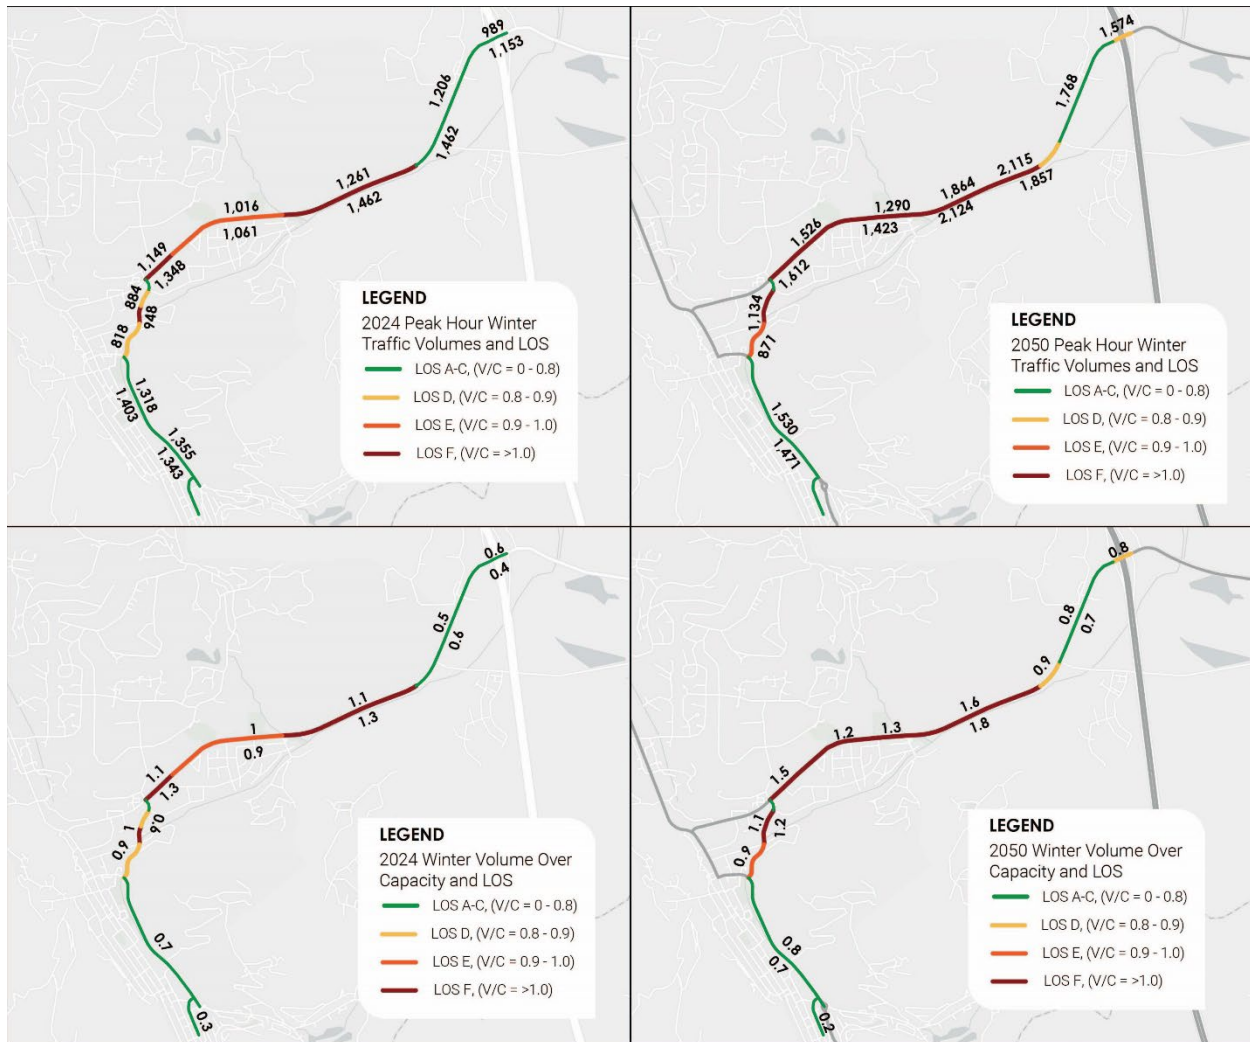 989
1,153
1,206
1,462
1,261
1,462
1,016
1,061
1,149
1,348
884
948
818
1,318
1,403
1,355
1,343
LEGEND
2024 Peak Hour Winter
Traffic Volumes and LOS
LOS A-C, (V/C = 0 - 0.8)
LOS D, (V/C = 0.8 - 0.9)
LOS E, (V/C = 0.9 - 1.0)
LOS F, (V/C = >1.0)
1,574
1,768
2,115
1,857
1,864
2,124
1,290
1,423
1,526
1,612
1,134
871
1,530
1,471
LEGEND
2050 Peak Hour Winter
Traffic Volumes and LOS
LOS A-C, (V/C = 0 - 0.8)
LOS D, (V/C = 0.8 - 0.9)
LOS E, (V/C = 0.9 - 1.0)
LOS F, (V/C = >1.0)
0.6
0.4
0.5
0.6
1.1
1.3
1
0.9
1.1
1.3
1
0.9
0.9
0.7
0.3
LEGEND
2024 Winter Volume Over
Capacity and LOS
LOS A-C, (V/C = 0 - 0.8)
LOS D, (V/C = 0.8 - 0.9)
LOS E, (V/C = 0.9 - 1.0)
LOS F, (V/C = >1.0)
0.8
0.8
0.7
0.9
1.6
1.8
1.2
1.3
1.5
1.1
1.2
0.9
0.8
0.7
0.2
LEGEND
2050 Winter Volume Over
Capacity and LOS
LOS A-C, (V/C = 0 - 0.8)
LOS D, (V/C = 0.8 - 0.9)
LOS E, (V/C = 0.9 - 1.0)
LOS F, (V/C = >1.0)